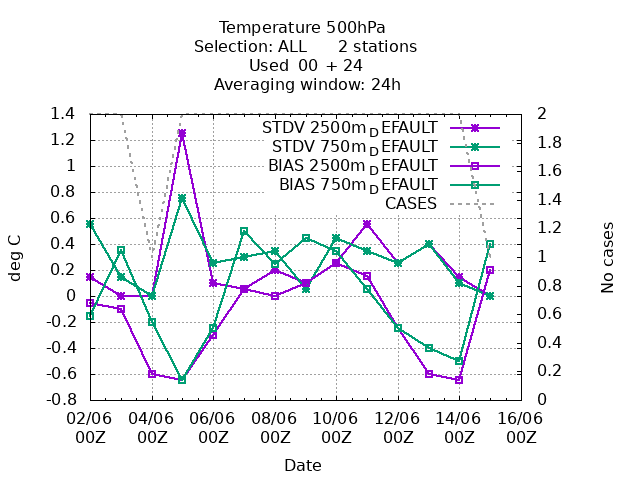 Temperature 500hPa
Selection: ALL 2 stations
Used 00 + 24
Averaging window: 24h
STDV 2500m_DEFAULT
STDV 750m_DEFAULT
BIAS 2500m_DEFAULT
BIAS 750m_DEFAULT
CASES
1.4
1.2
1
0.8
0.6
0.4
0.2
0
-0.2
-0.4
-0.6
-0.8
deg C
2
1.8
1.6
1.4
1.2
1
0.8
0.6
0.4
0.2
0
No cases
02/06 04/06 06/06 08/06 10/06 12/06 14/06 16/06
00Z 00Z 00Z 00Z 00Z 00Z 00Z 00Z
Date